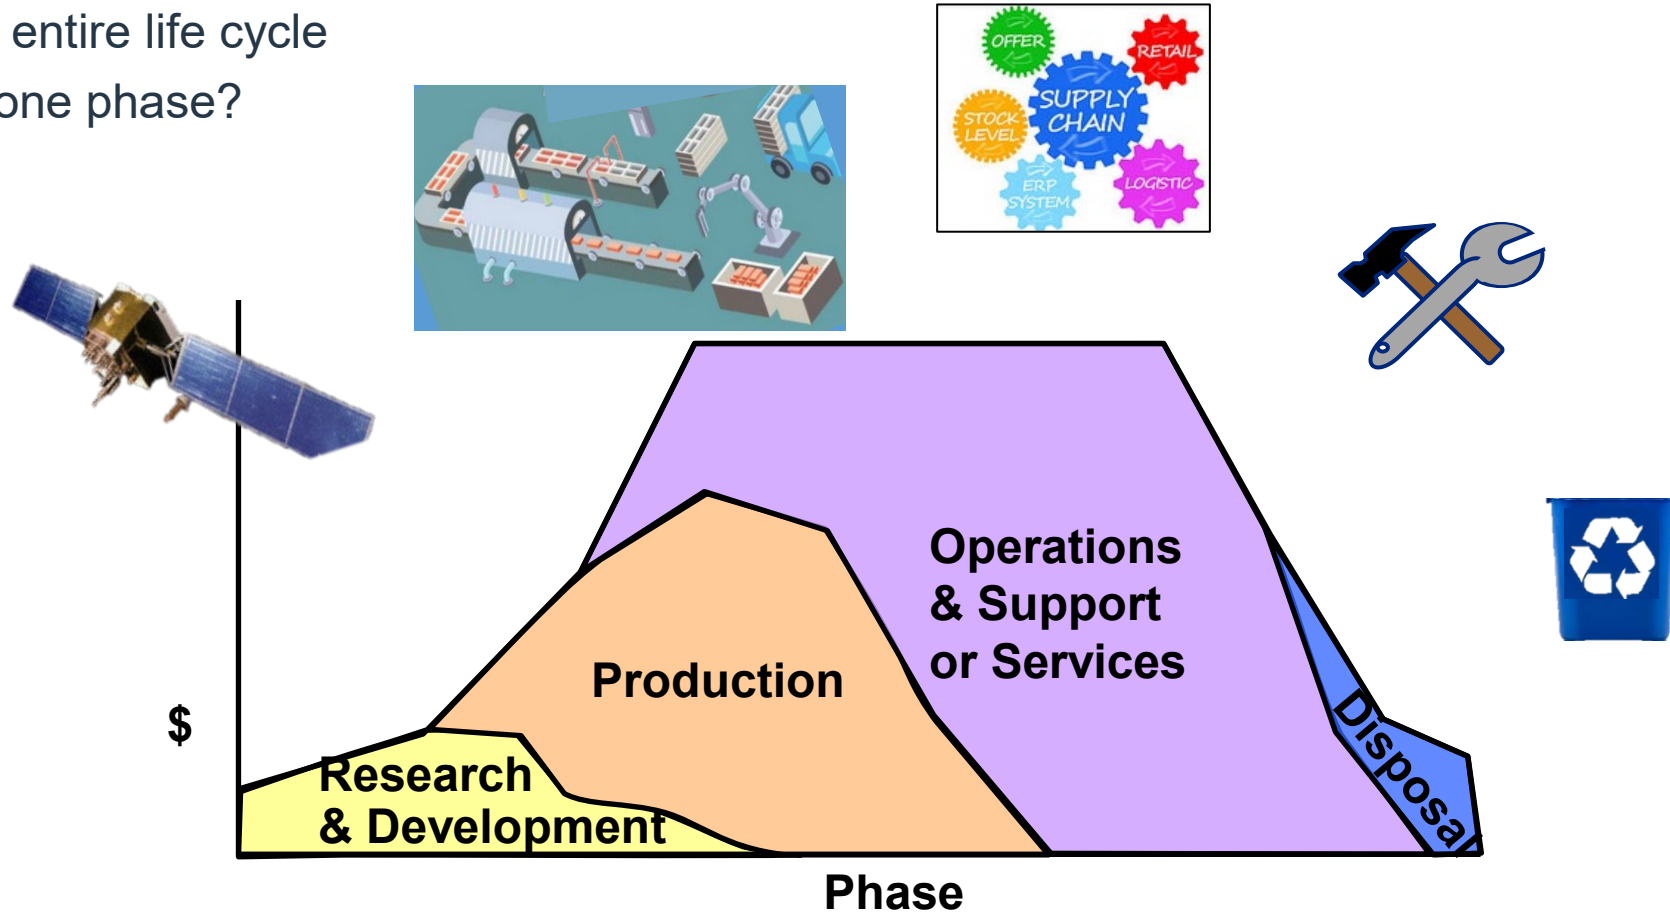 entire life cycle
one phase?
OFFER
RETAIL
SUPPLY
CHAIN
STOCK
LEVEL
ERP
SYSTEM
LOGISTIC
Operations
& Support
or Services
Production
$
Disposal
Research
& Development
Phase